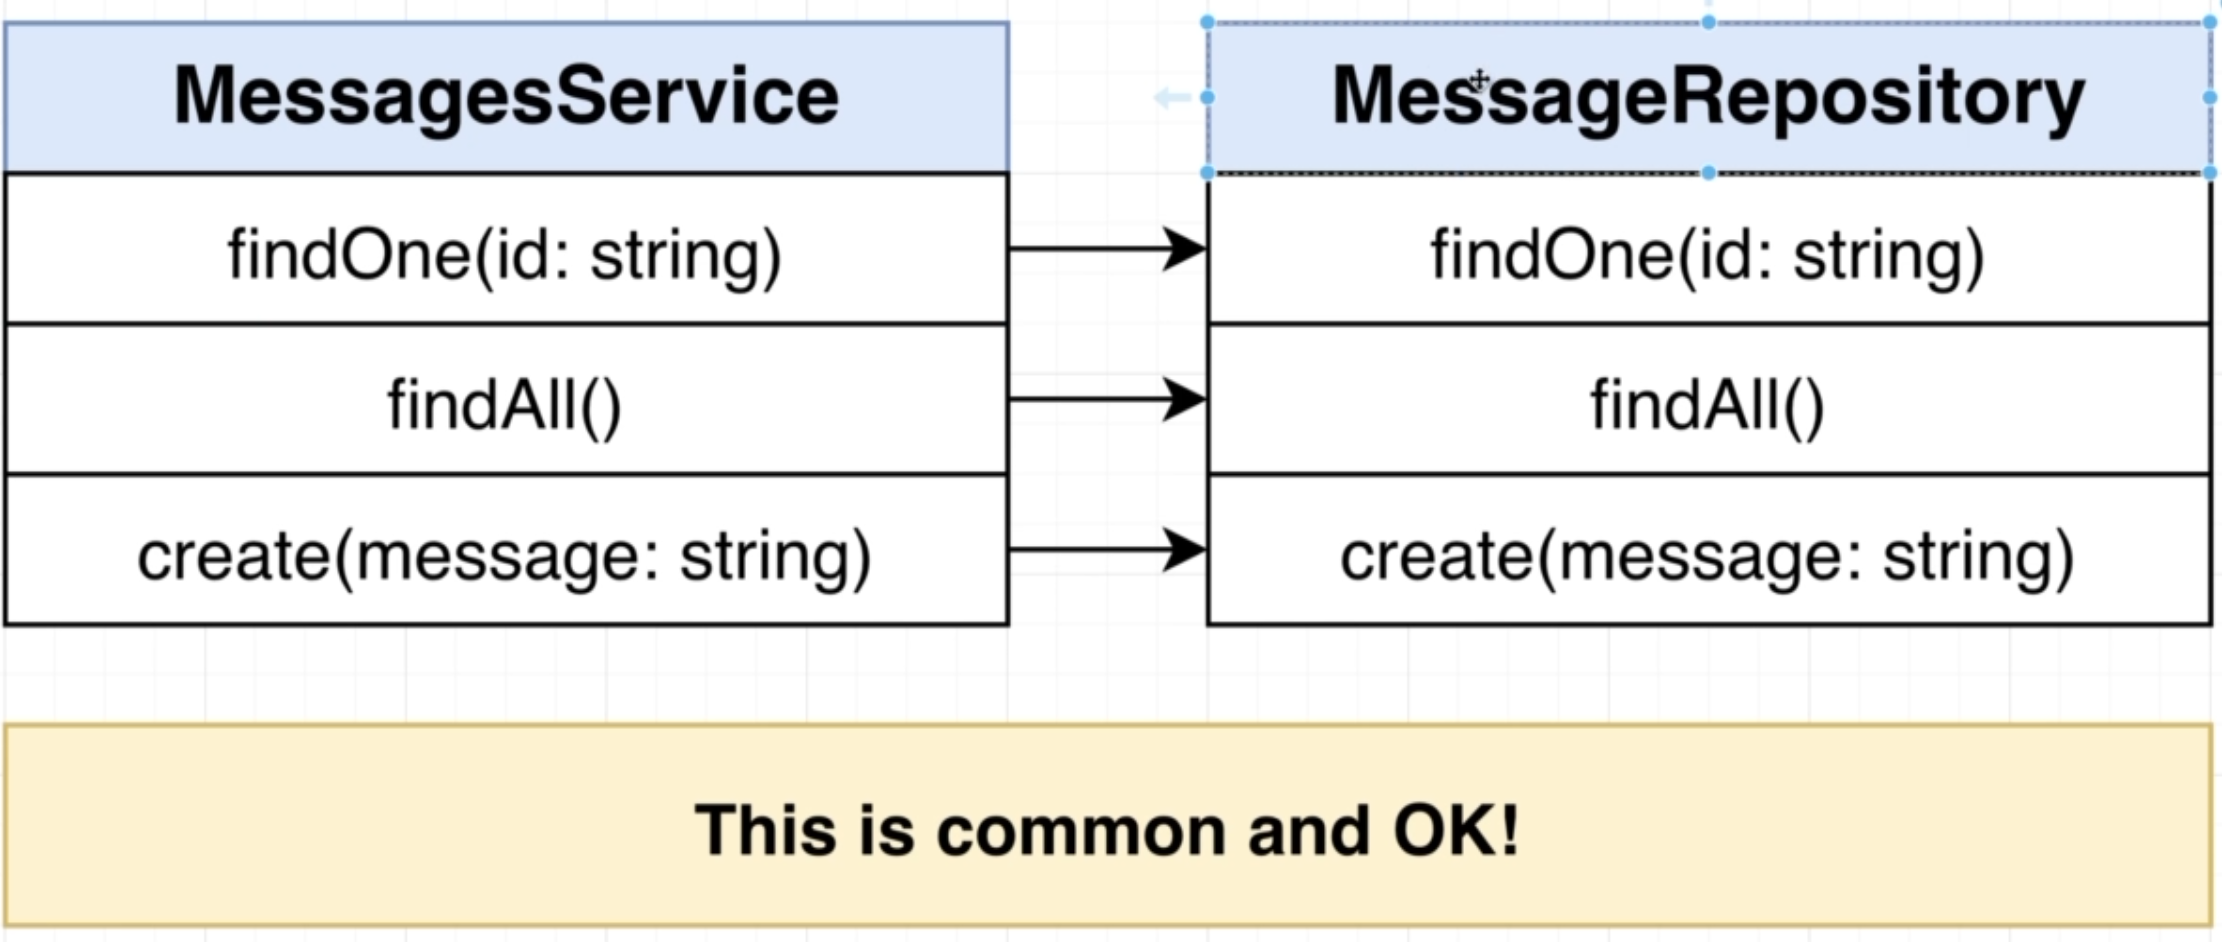 MessagesService
MessageRepository
findOne(id: string)
findOne(id: string)
findAll()
findAll()
create(message: string)
create(message: string)
This is common and OK!